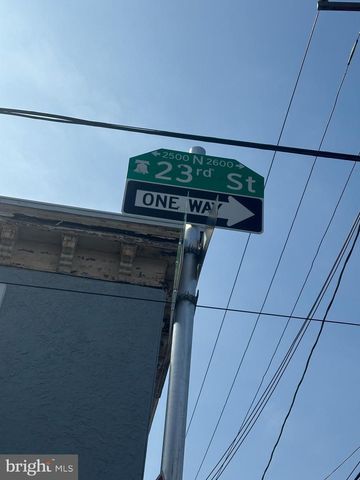 ←2500 N 2600→
23rd St
ONE WAY
bright MLS